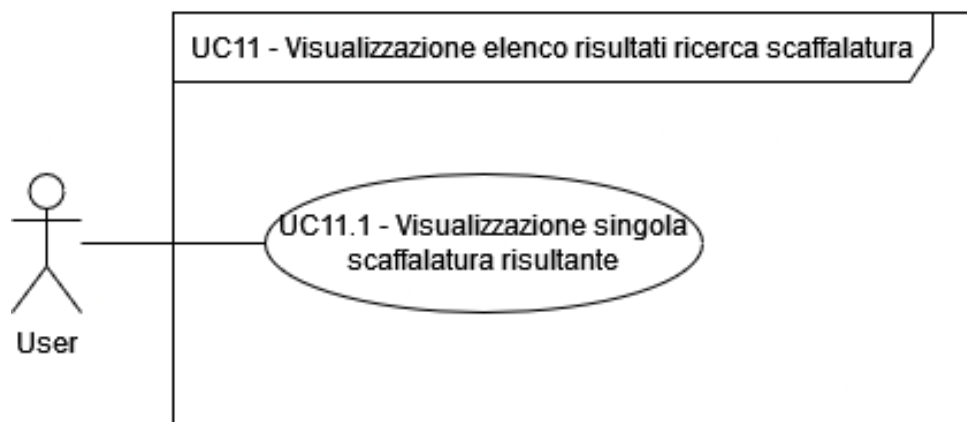 UC11 - Visualizzazione elenco risultati ricerca scaffalatura
UC11.1 - Visualizzazione singola
scaffalatura risultante
User